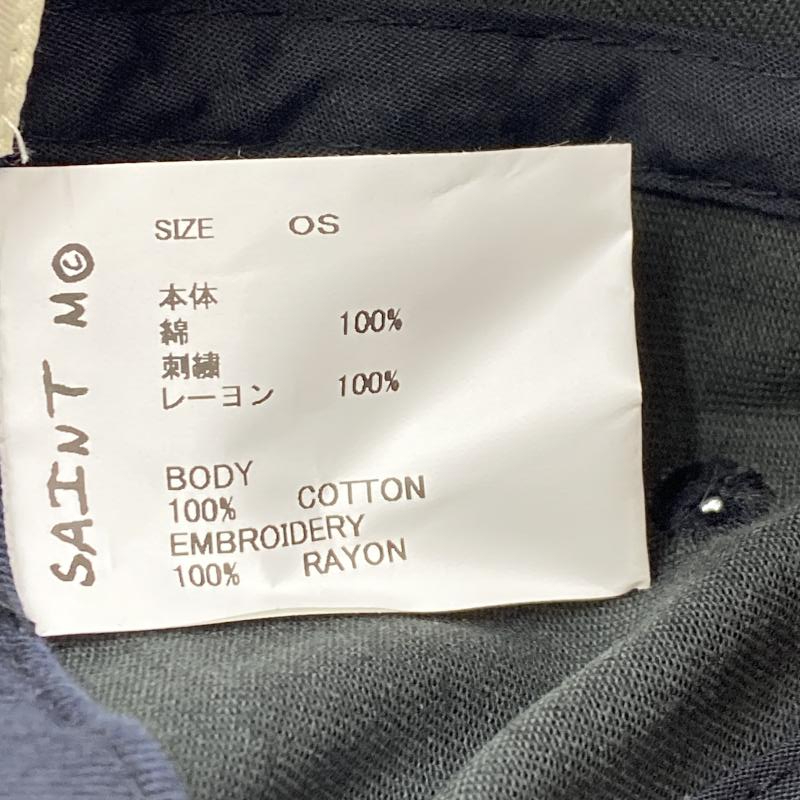 SAINT M©
SIZE OS
本体
綿 100%
刺繍
レーヨン 100%
BODY
100% COTTON
EMBROIDERY
100% RAYON